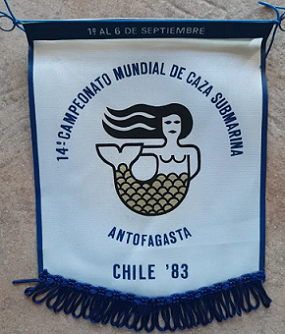 1º AL 6 DE SEPTIEMBRE
14º CAMPEONATO MUNDIAL DE CAZA SUBMARINA
ANTOFAGASTA
CHILE '83